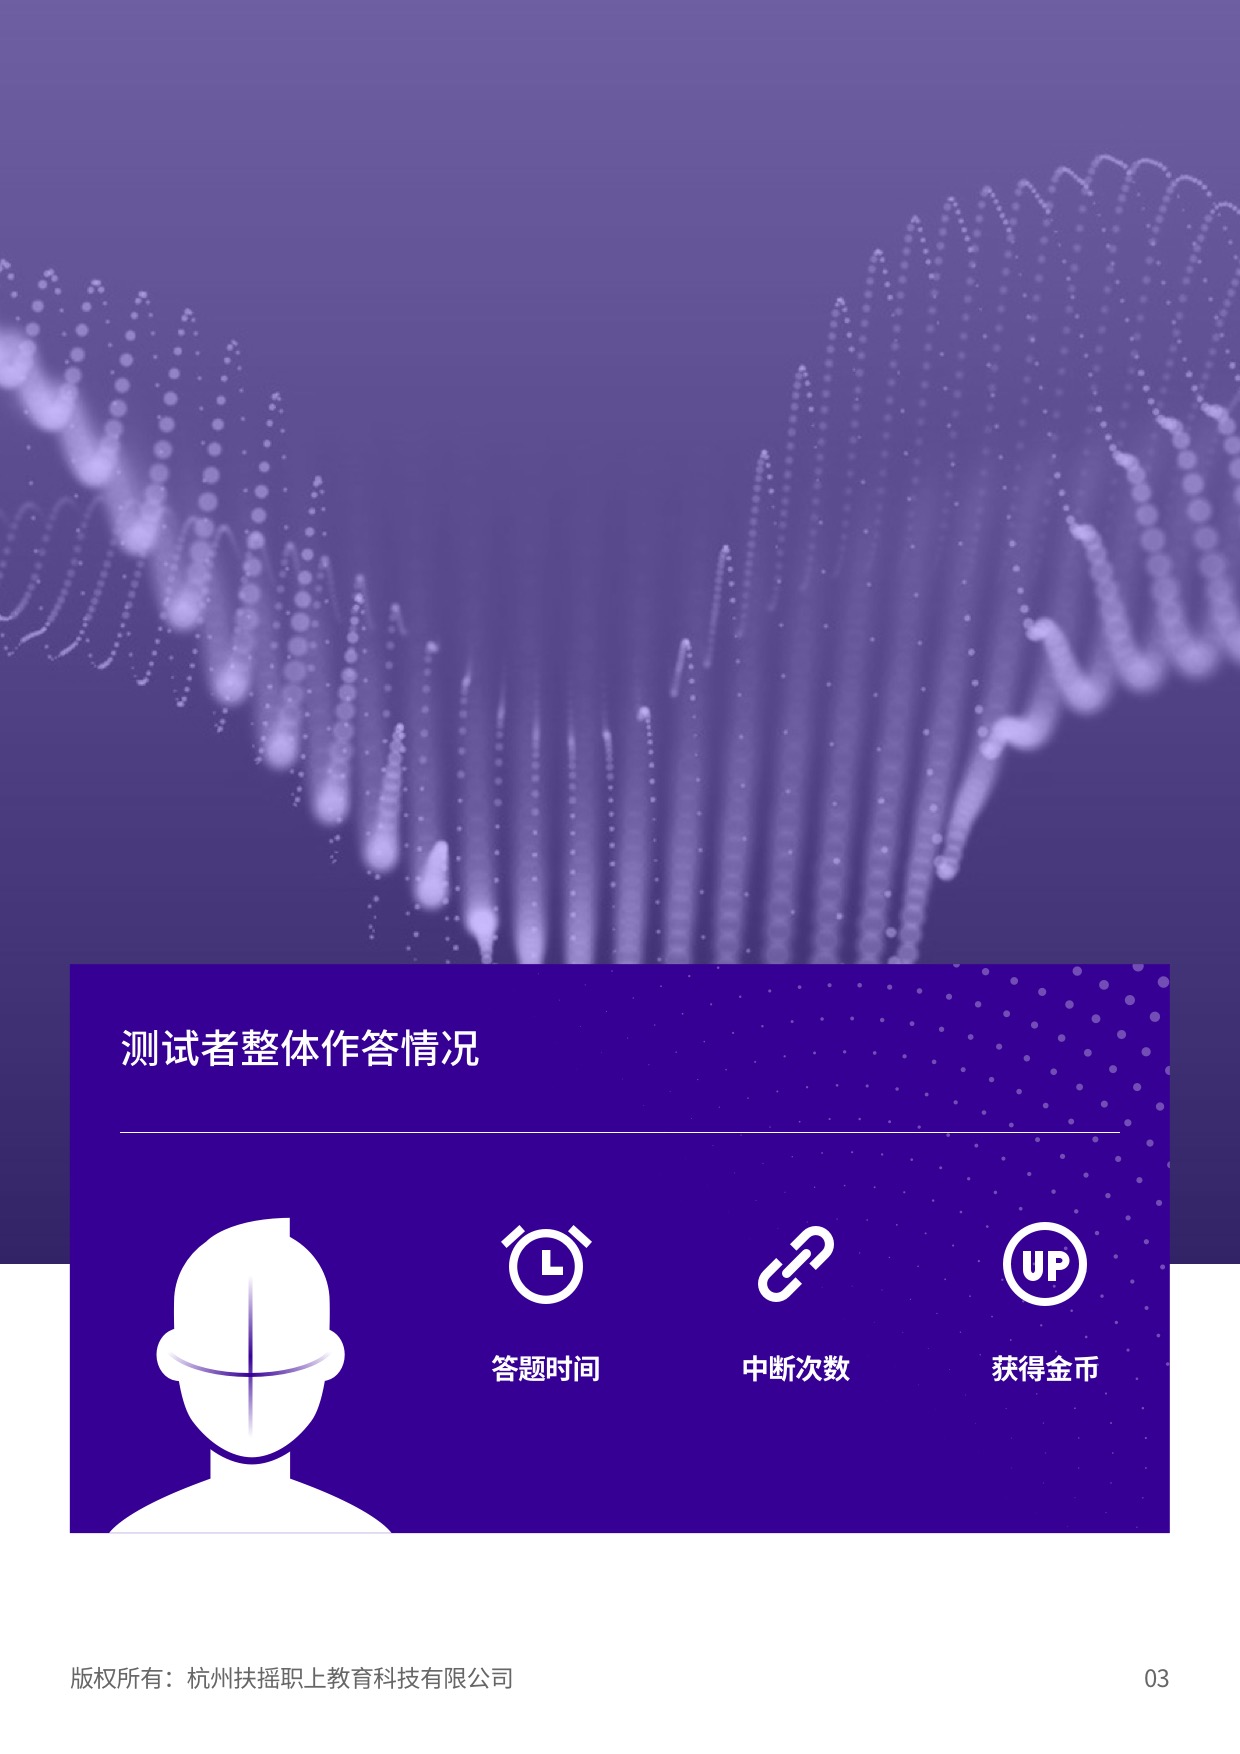 测试者整体作答情况
UP
答题时间
中断次数
获得金币
版权所有：杭州扶摇职上教育科技有限公司
03